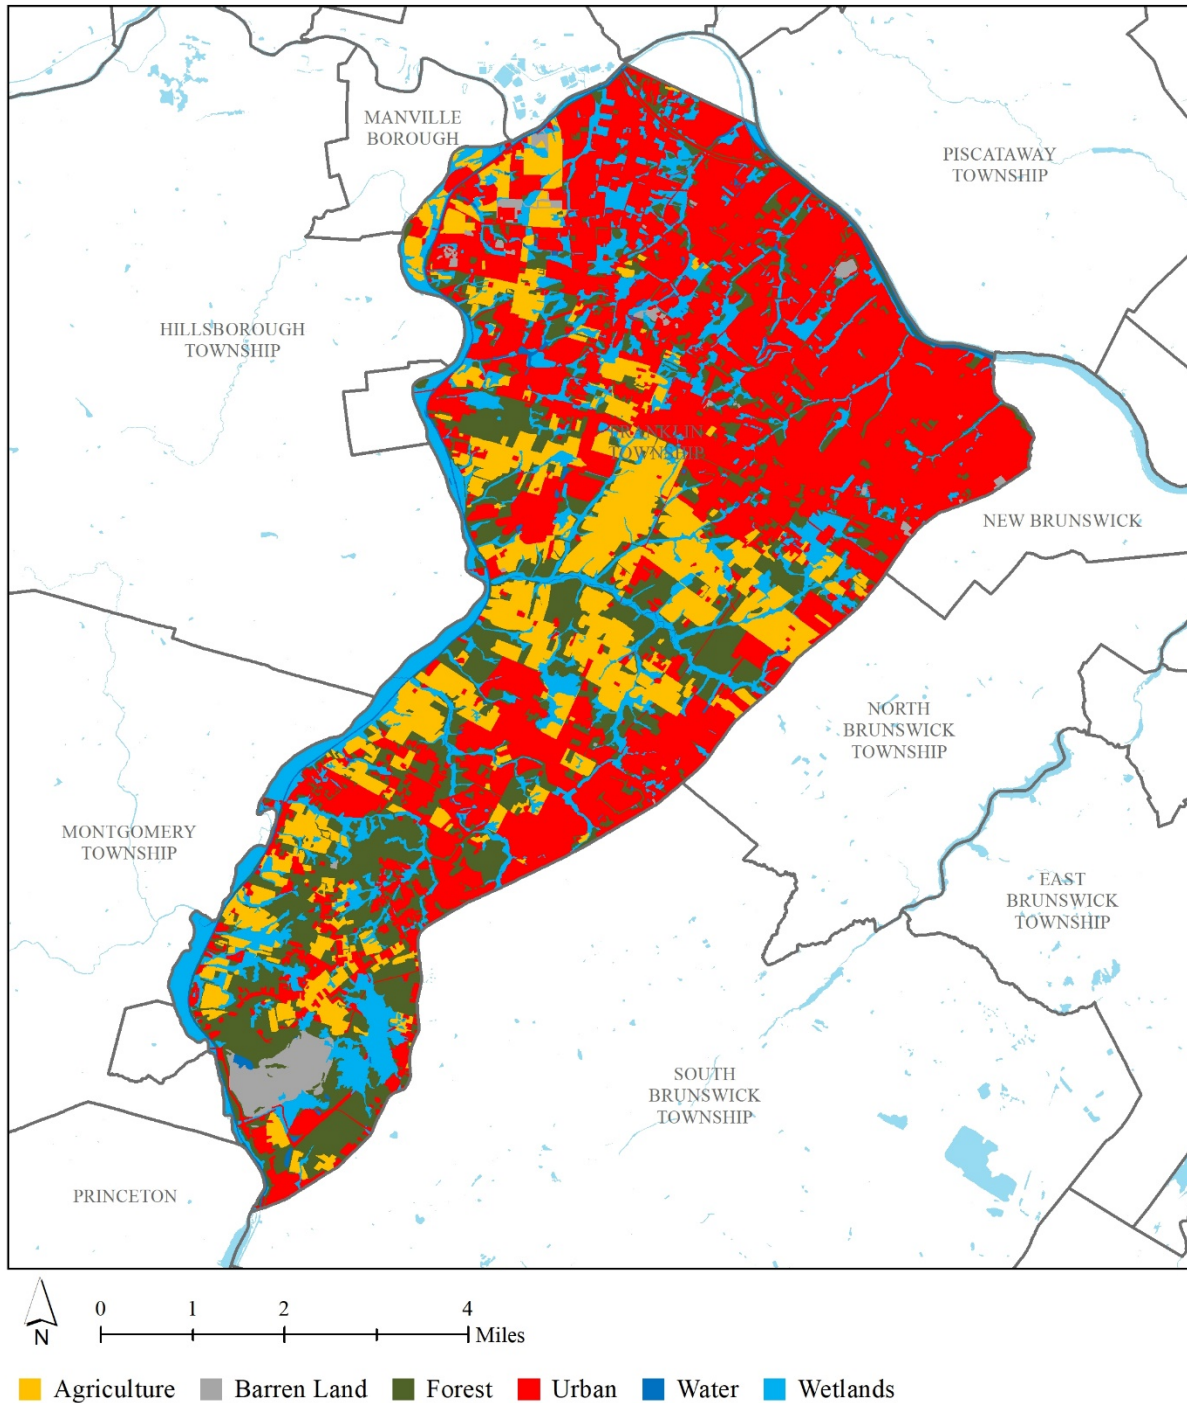 MANVILLE
BOROUGH
PISCATAWAY
TOWNSHIP
HILLSBOROUGH
TOWNSHIP
FRANKLIN
TOWNSHIP
NEW BRUNSWICK
NORTH
BRUNSWICK
TOWNSHIP
MONTGOMERY
TOWNSHIP
EAST
BRUNSWICK
TOWNSHIP
SOUTH
BRUNSWICK
TOWNSHIP
PRINCETON
N
0 1 2 4
Miles
Agriculture Barren Land Forest Urban Water Wetlands